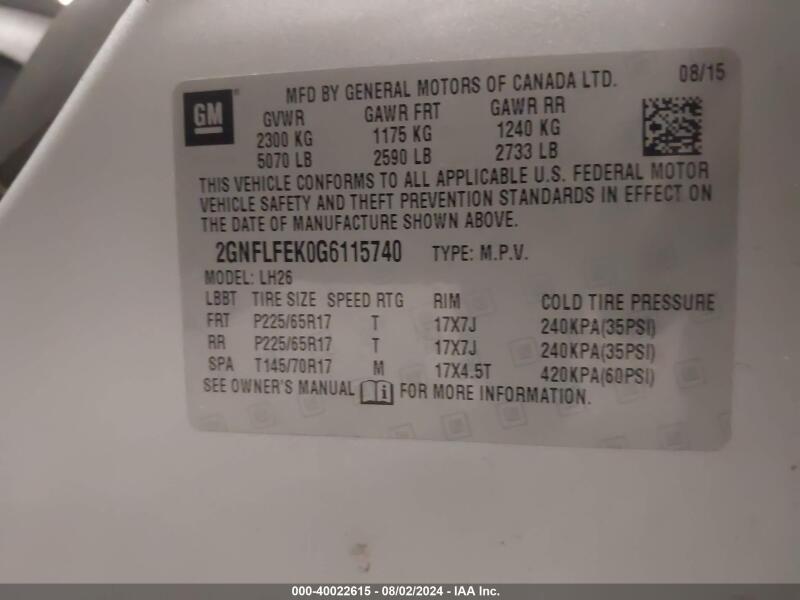 MFD BY GENERAL MOTORS OF CANADA LTD. 08/15
GM
®
GVWR GAWR FRT GAWR RR
2300 KG 1175 KG 1240 KG
5070 LB 2590 LB 2733 LB
THIS VEHICLE CONFORMS TO ALL APPLICABLE U.S. FEDERAL MOTOR
VEHICLE SAFETY AND THEFT PREVENTION STANDARDS IN EFFECT ON
THE DATE OF MANUFACTURE SHOWN ABOVE.
2GNFLFEK0G6115740 TYPE: M.P.V.
MODEL: LH26
LBBT TIRE SIZE SPEED RTG RIM COLD TIRE PRESSURE
FRT P225/65R17 T 17X7J 240KPA(35PSI)
RR P225/65R17 T 17X7J 240KPA(35PSI)
SPA T145/70R17 M 17X4.5T 420KPA(60PSI)
SEE OWNER'S MANUAL i FOR MORE INFORMATION.
000-40022615 - 08/02/2024 - IAA Inc.